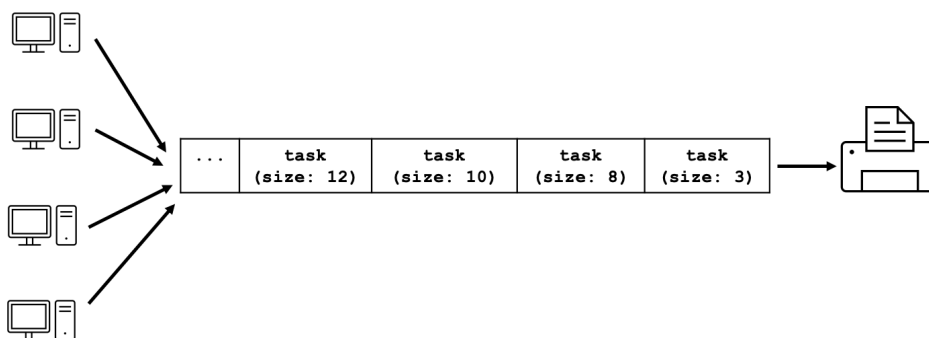 ...
task
(size: 12)
task
(size: 10)
task
(size: 8)
task
(size: 3)